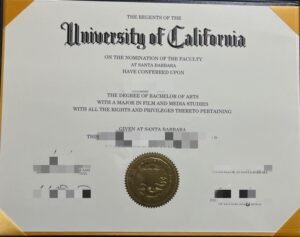 THE REGENTS OF THE
University of California
ON THE NOMINATION OF THE FACULTY
AT SANTA BARBARA
HAVE CONFERRED UPON
THE DEGREE OF BACHELOR OF ARTS
WITH A MAJOR IN FILM AND MEDIA STUDIES
WITH ALL THE RIGHTS AND PRIVILEGES THERETO PERTAINING
GIVEN AT SANTA BARBARA
THIS